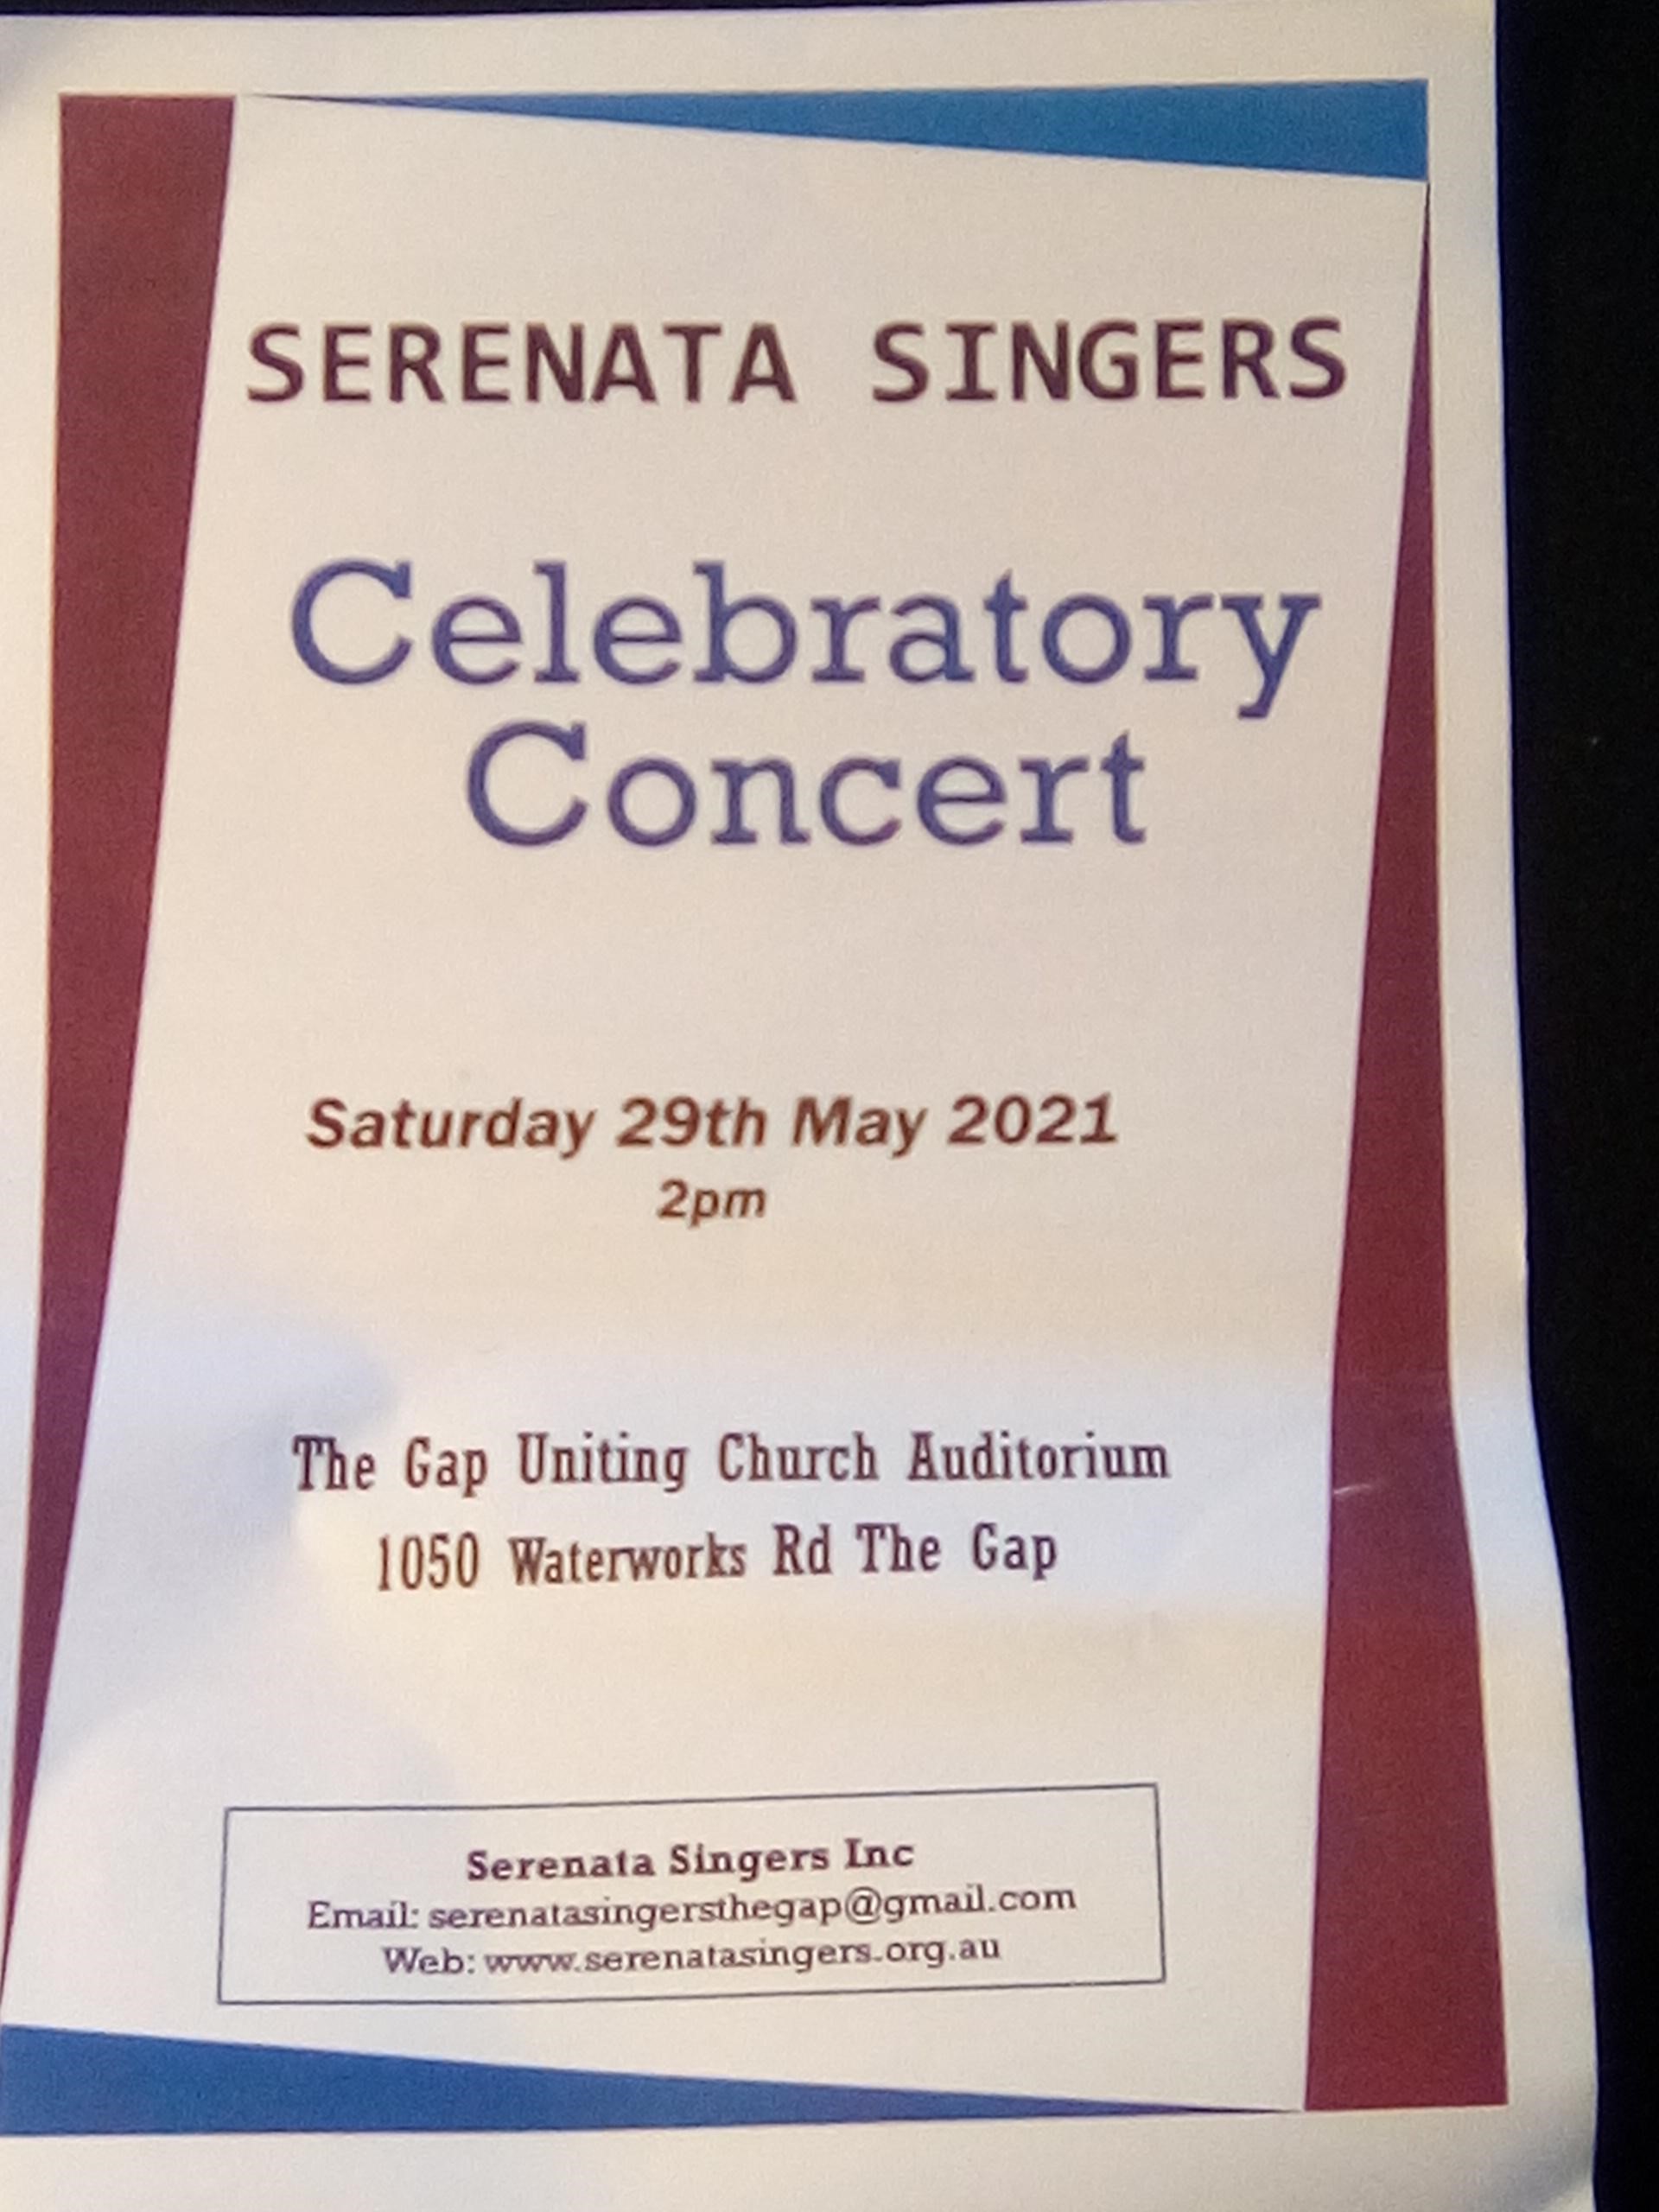 SERENATA SINGERS
Celebratory
Concert
Saturday 29th May 2021
2pm
The Gap Uniting Church Auditorium
1050 Waterworks Rd The Gap
Serenata Singers Inc
Email: serenatasingersthegap@gmail.com
Web: www.serenatasingers.org.au